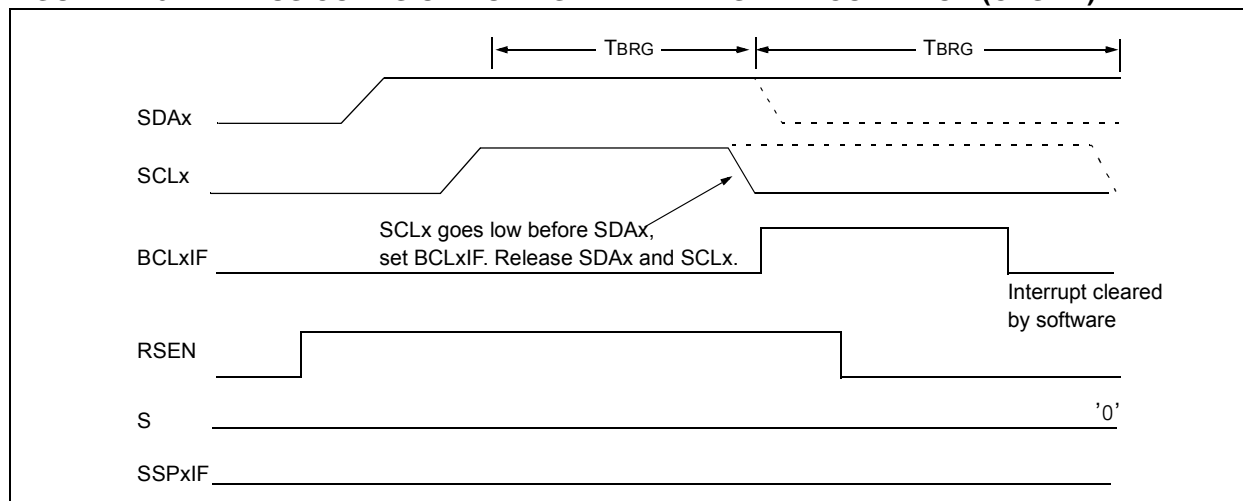 TBRG TBRG
SDAx
SCLx
SCLx goes low before SDAx,
set BCLxIF. Release SDAx and SCLx.
BCLxIF
Interrupt cleared
by software
RSEN
S '0'
SSPxIF